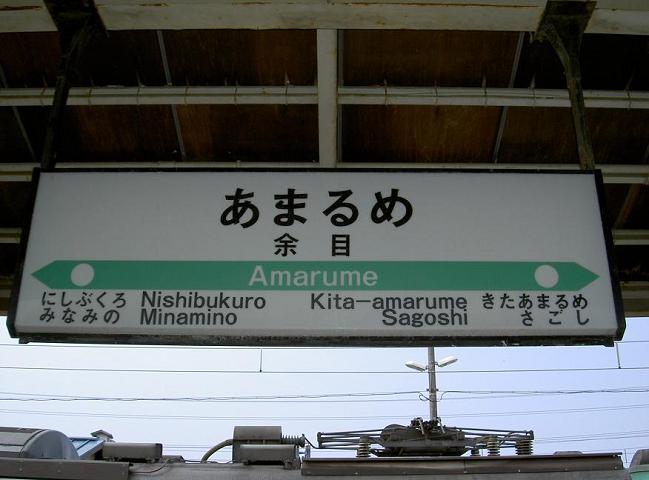 あまるめ
余目
Amarume
にしぶくろ Nishibukuro Kita-amarume きたあまるめ
みなみの Minamino Sagoshi さごし